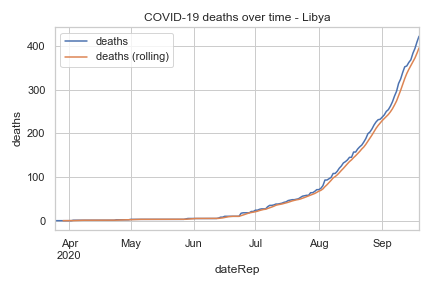 COVID-19 deaths over time - Libya
deaths
deaths (rolling)
400
300
200
100
0
deaths
Apr
2020
May
Jun
Jul
Aug
Sep
dateRep